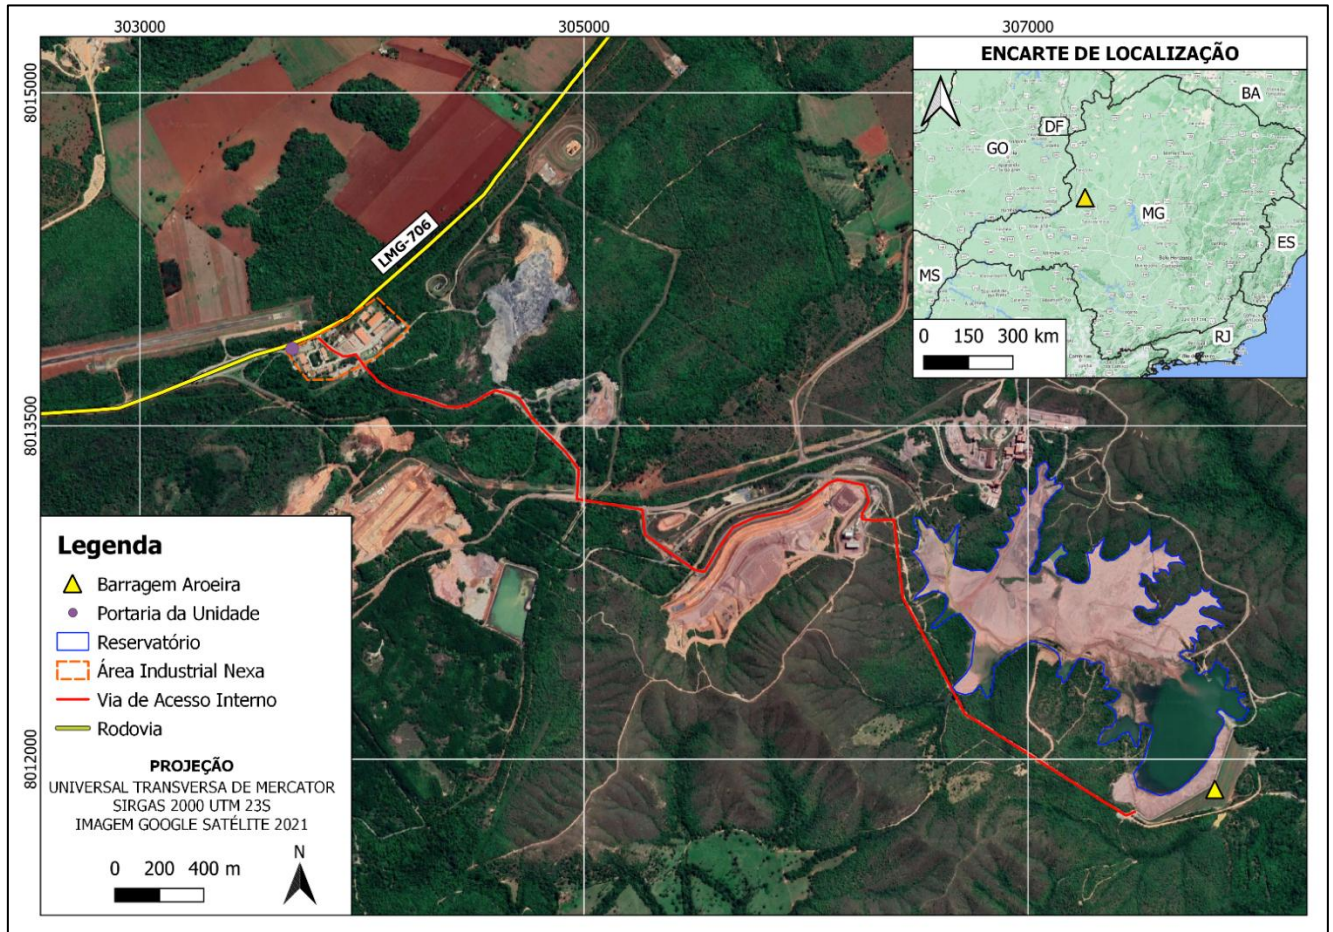 303000
305000
307000
8015000
8013500
8012000
LMG-706
ENCARTE DE LOCALIZAÇÃO
BA
DF
GO
MG
ES
MS
RJ
0 150 300 km
Legenda
Barragem Aroeira
Portaria da Unidade
Reservatório
Área Industrial Nexa
Via de Acesso Interno
Rodovia
PROJEÇÃO
UNIVERSAL TRANSVERSA DE MERCATOR
SIRGAS 2000 UTM 23S
IMAGEM GOOGLE SATÉLITE 2021
0 200 400 m
N